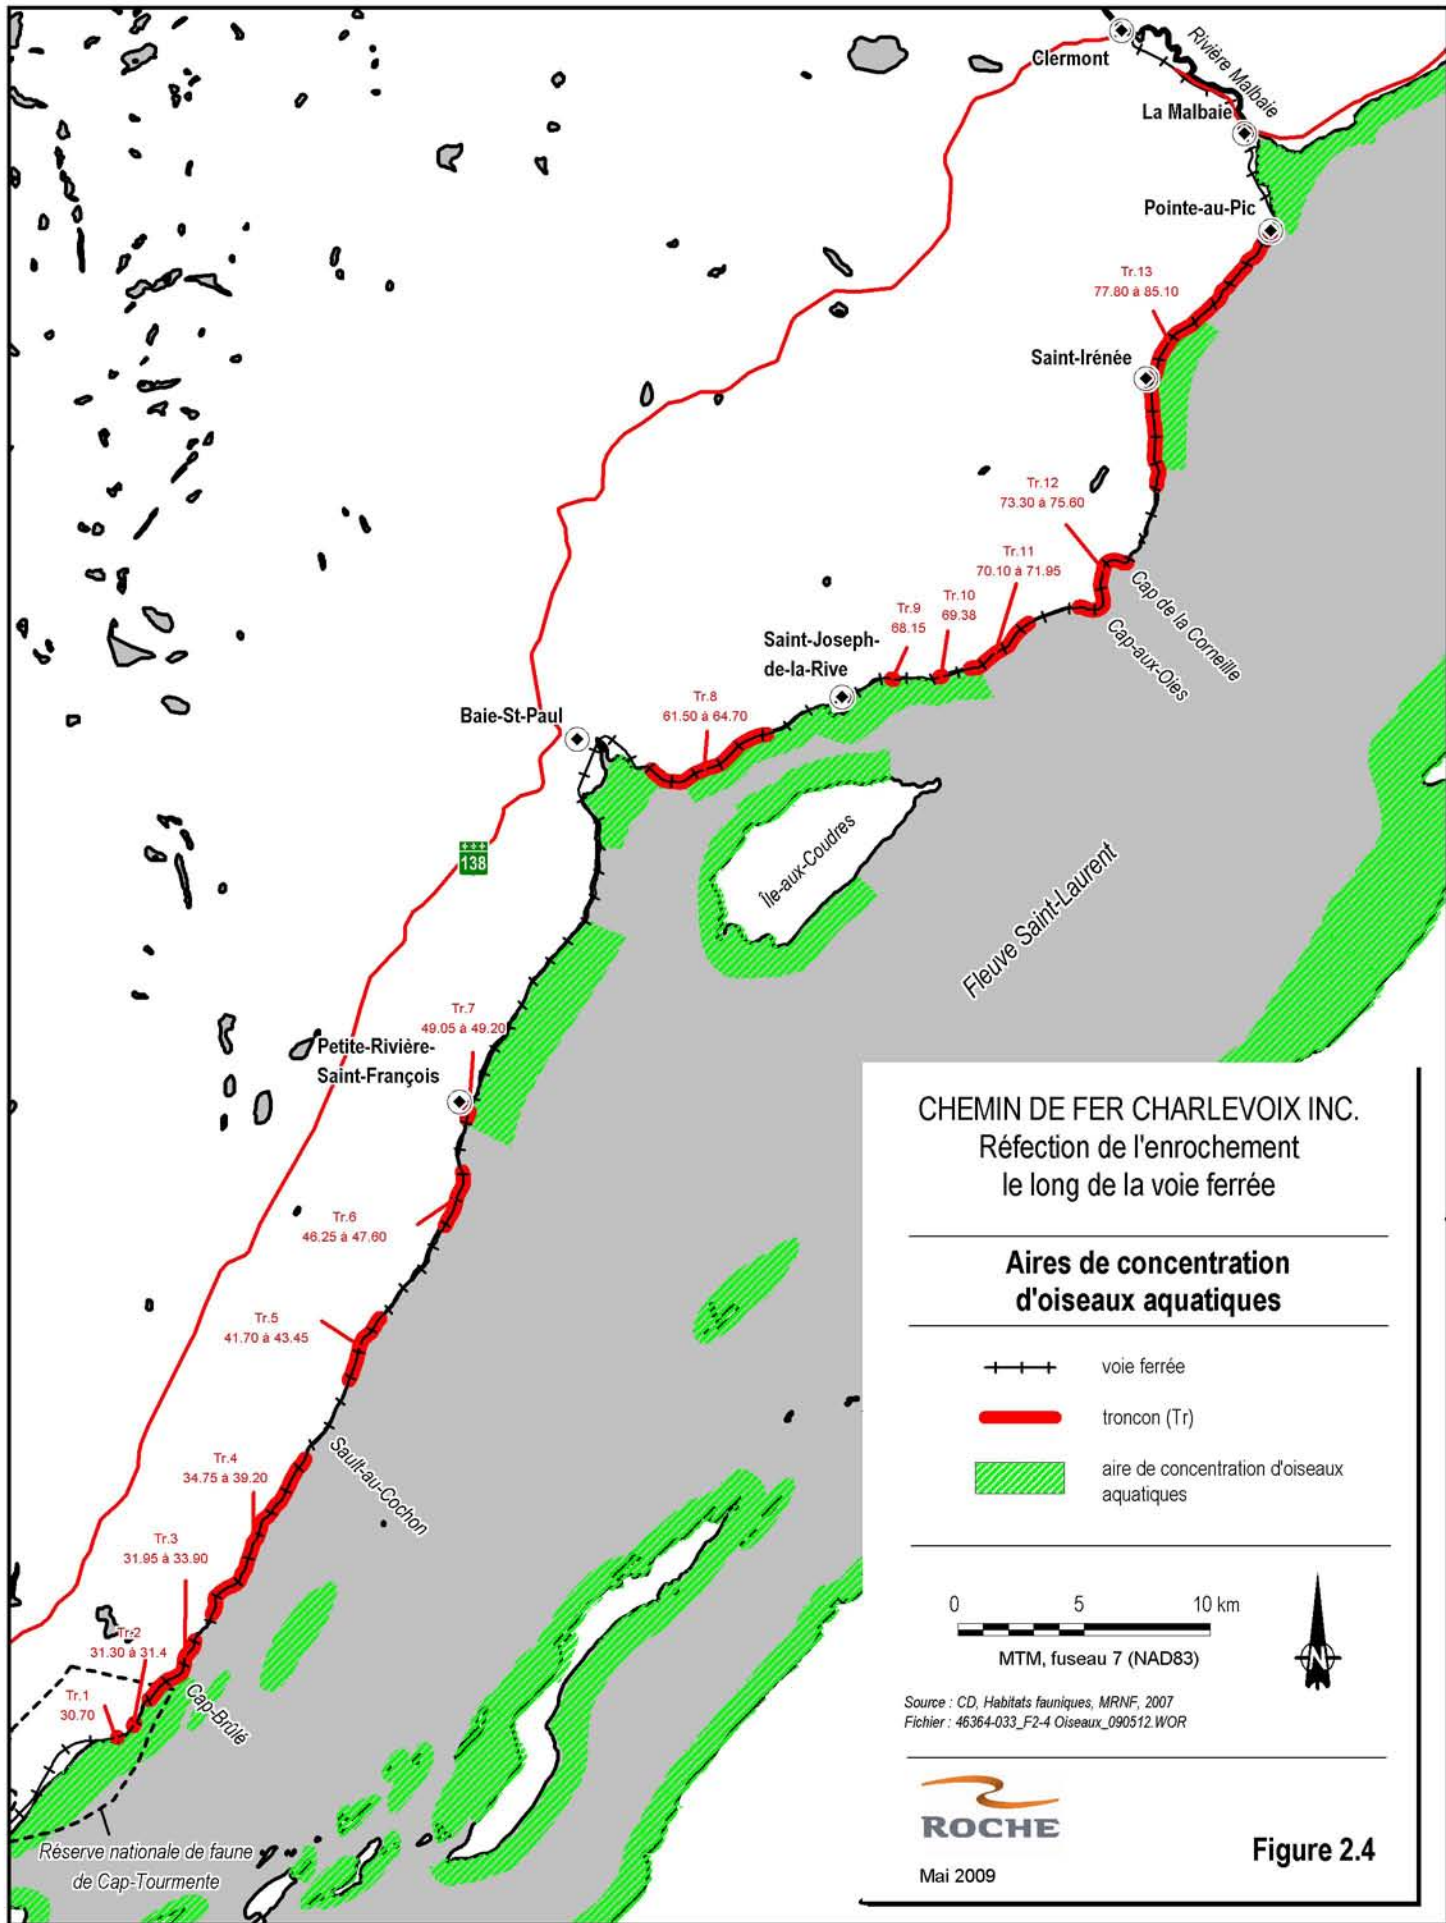 Clermont
Rivière Malbaie
La Malbaie
Pointe-au-Pic
Tr.13
77.80 à 85.10
Saint-Irénée
Tr.12
73.30 à 75.60
Tr.11
70.10 à 71.95
Cap de la Corneille
Cap-aux-Oies
Tr.10
69.38
Tr.9
68.15
Saint-Joseph-
de-la-Rive
Tr.8
61.50 à 64.70
Baie-St-Paul
138
Île-aux-Coudres
Fleuve Saint-Laurent
Tr.7
49.05 à 49.20
Petite-Rivière-
Saint-François
Tr.6
46.25 à 47.60
Tr.5
41.70 à 43.45
Sault-au-Cochon
Tr.4
34.75 à 39.20
Tr.3
31.95 à 33.90
Tr.2
31.30 à 31.4
Tr.1
30.70
Cap-Brûlé
Réserve nationale de faune
de Cap-Tourmente
CHEMIN DE FER CHARLEVOIX INC.
Réfection de l'enrochement
le long de la voie ferrée
Aires de concentration
d'oiseaux aquatiques
voie ferrée
troncon (Tr)
aire de concentration d'oiseaux
aquatiques
0 5 10 km
N
MTM, fuseau 7 (NAD83)
Source : CD, Habitats fauniques, MRNF, 2007
Fichier : 46364-033_F2-4 Oiseaux_090512.WOR
ROCHE
Mai 2009
Figure 2.4